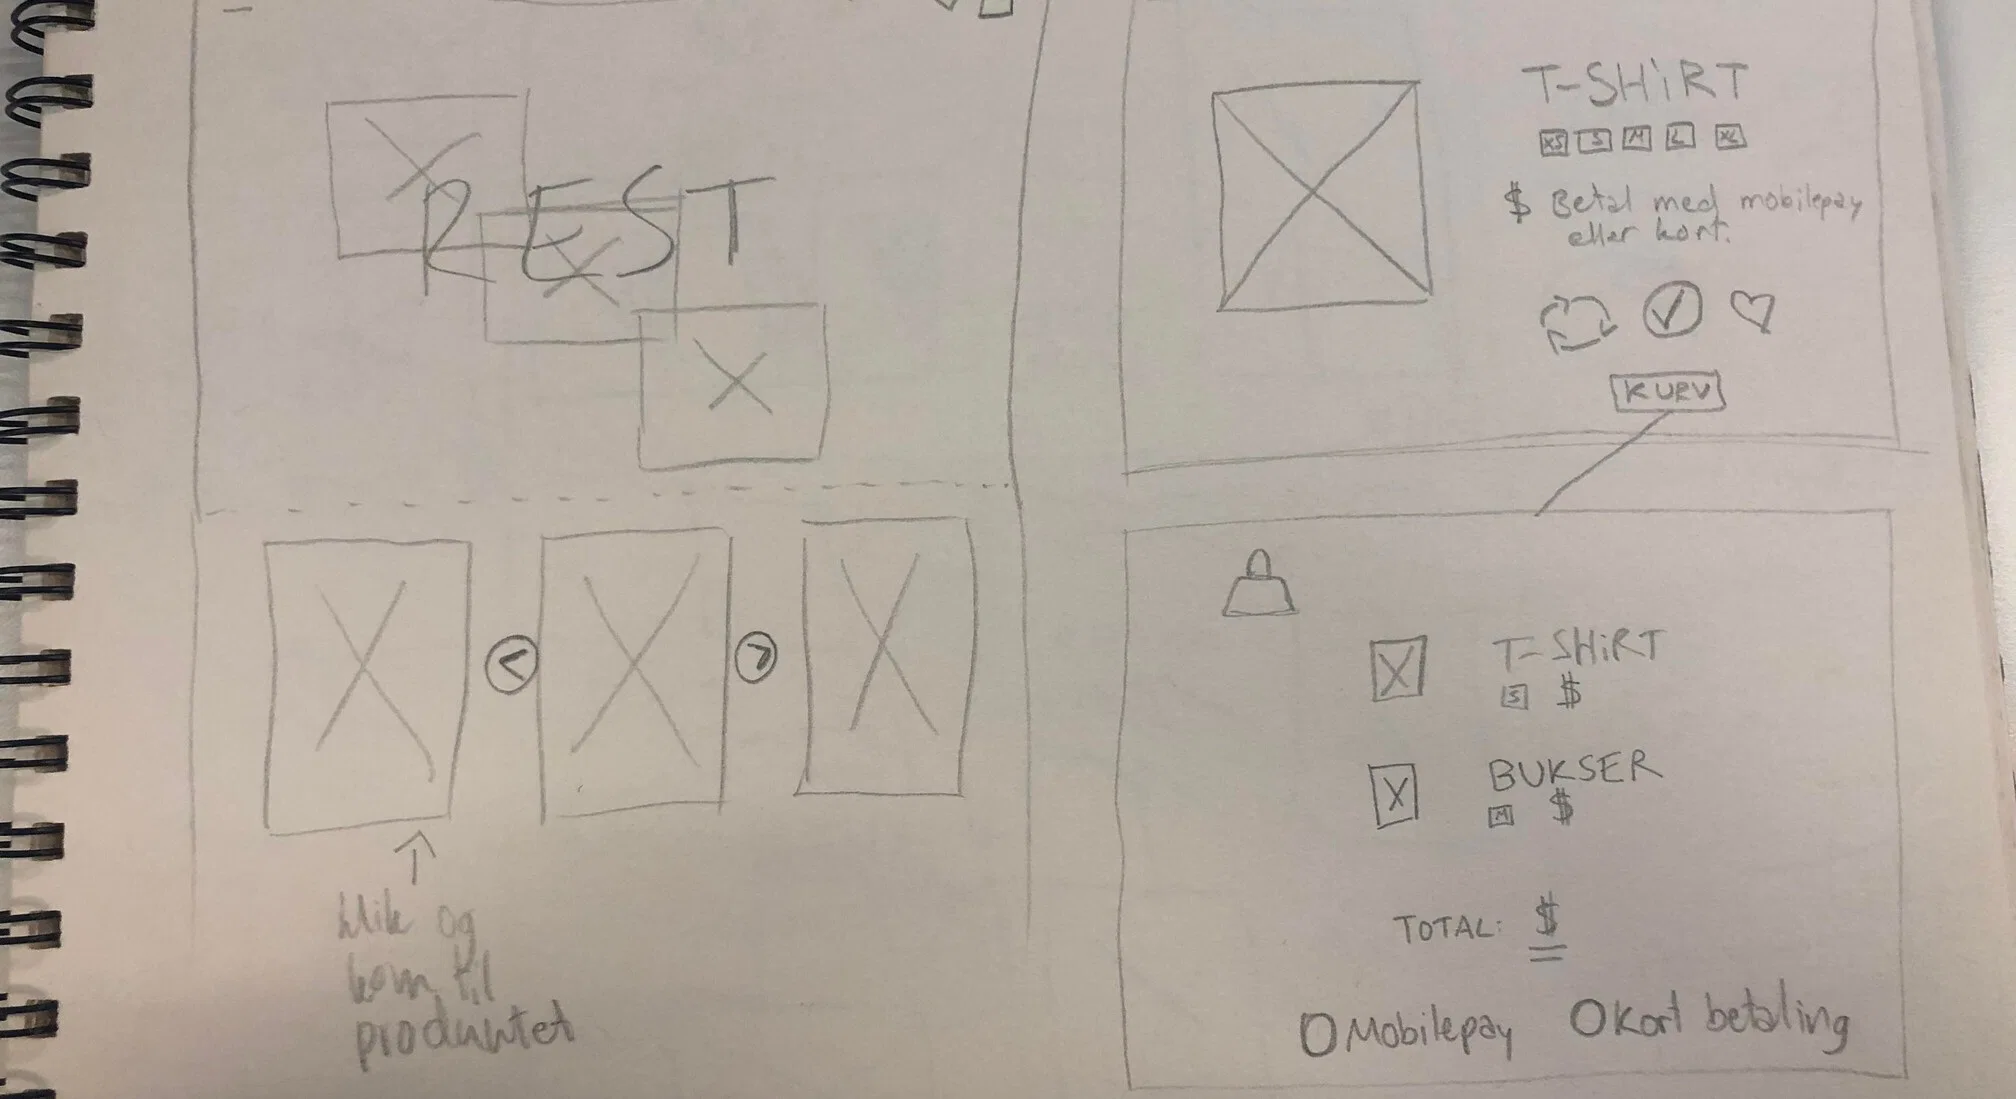 REST
klik og
kom til
produktet
T-SHiRT
XS S M L XL
$ Betal med mobilepay
eller kort.
KURV
T-SHiRT
S $
BUKSER
M $
TOTAL: $
Mobilepay Kort betaling